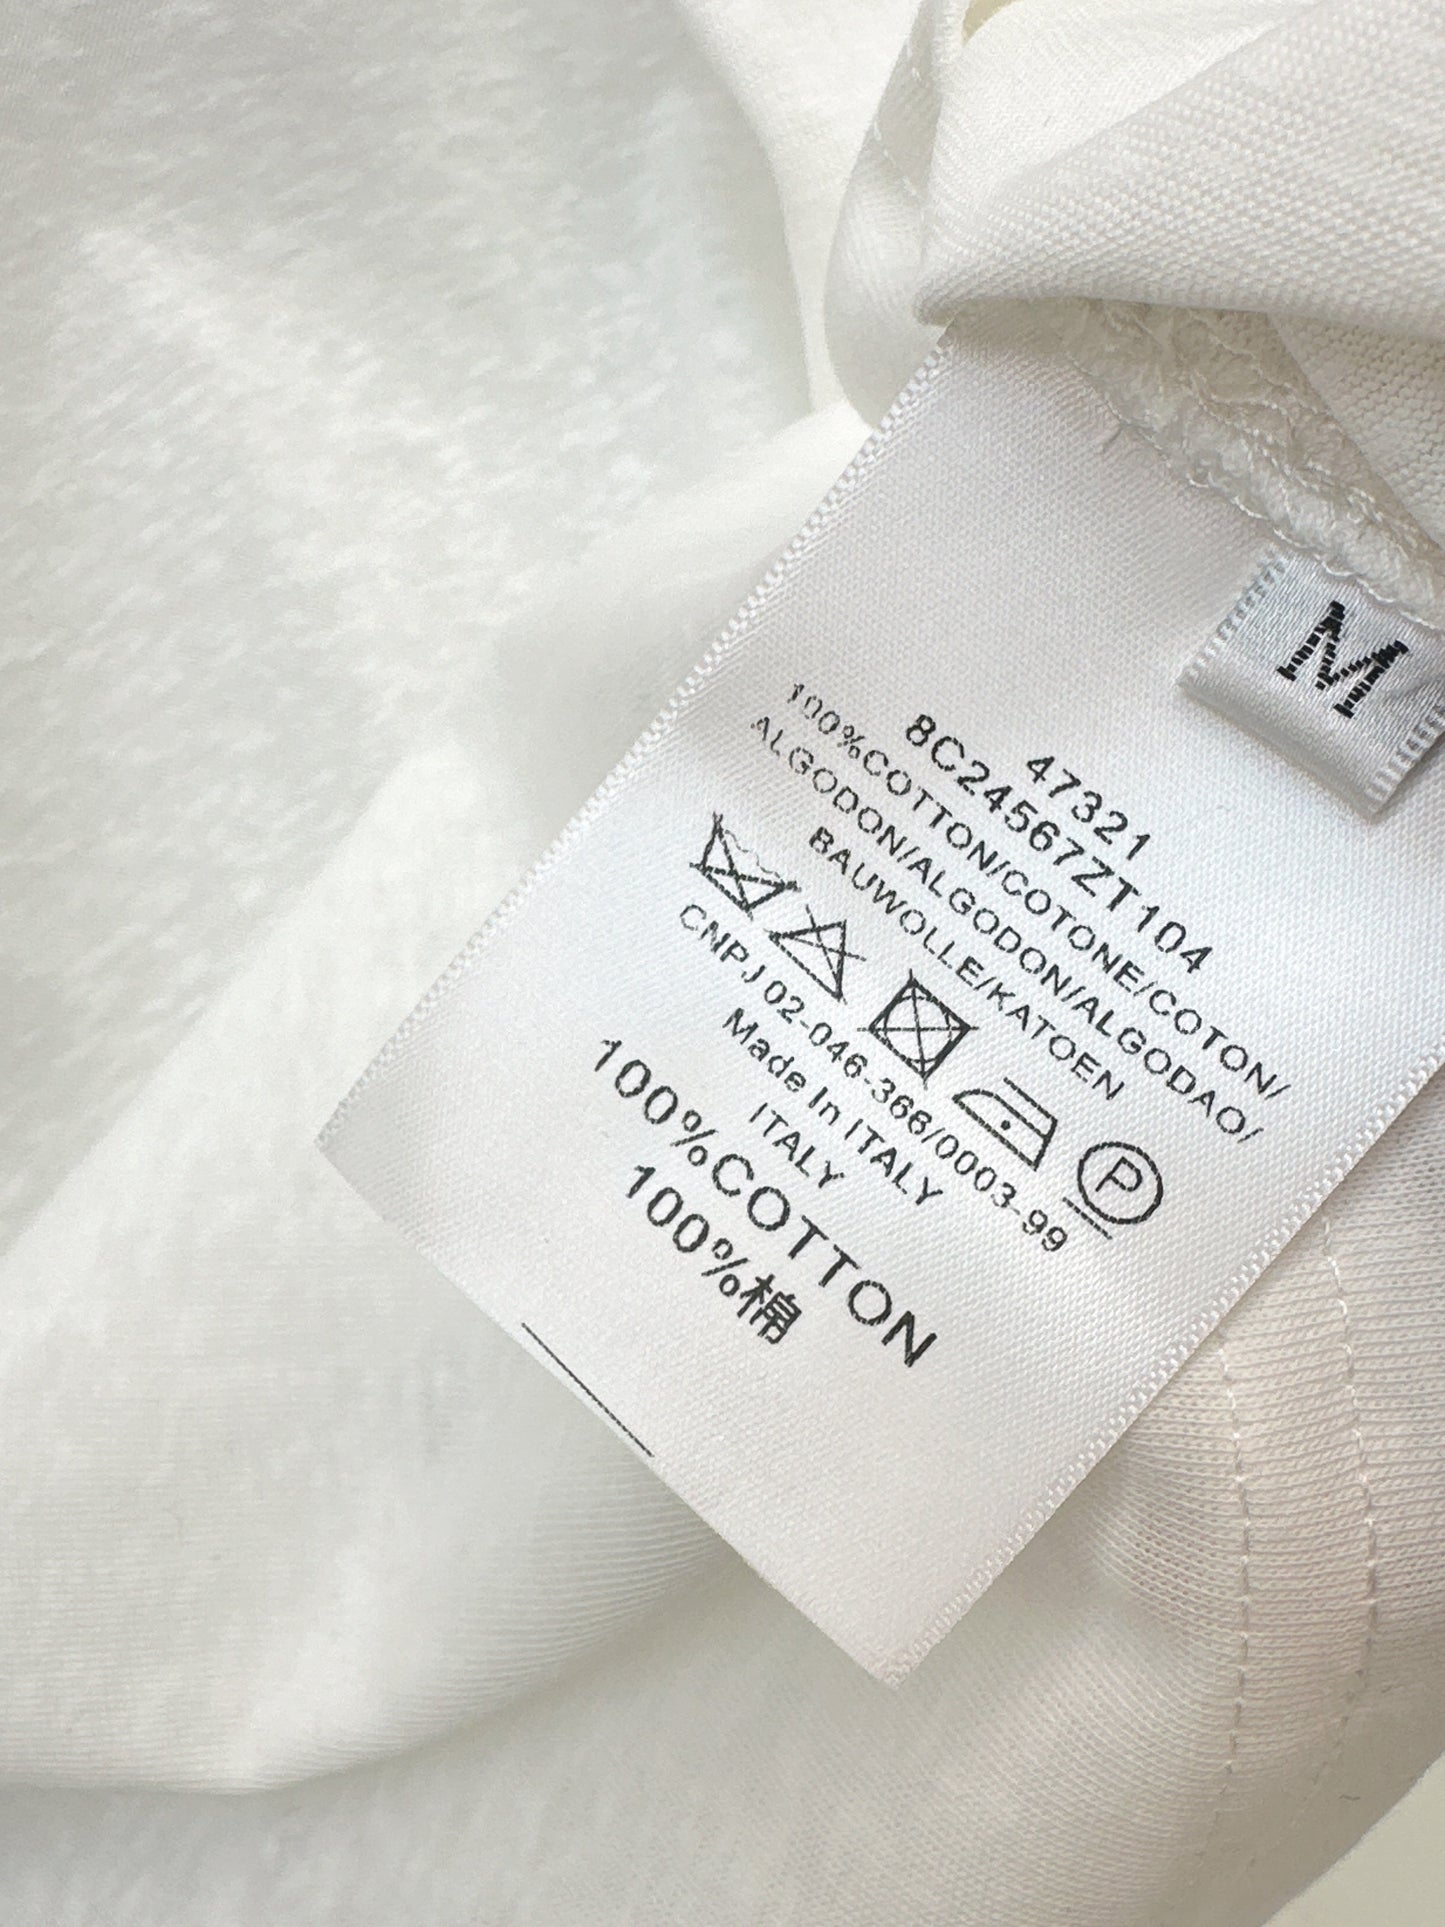 M
47321
8C24567ZT104
100%COTTON/COTONE/COTON/
ALGODON/ALGODON/ALGODAO/
BAUWOLLE/KATOEN
P
CNPJ 02-046-366/0003-99
Made In ITALY
ITALY
100%COTTON
100%棉